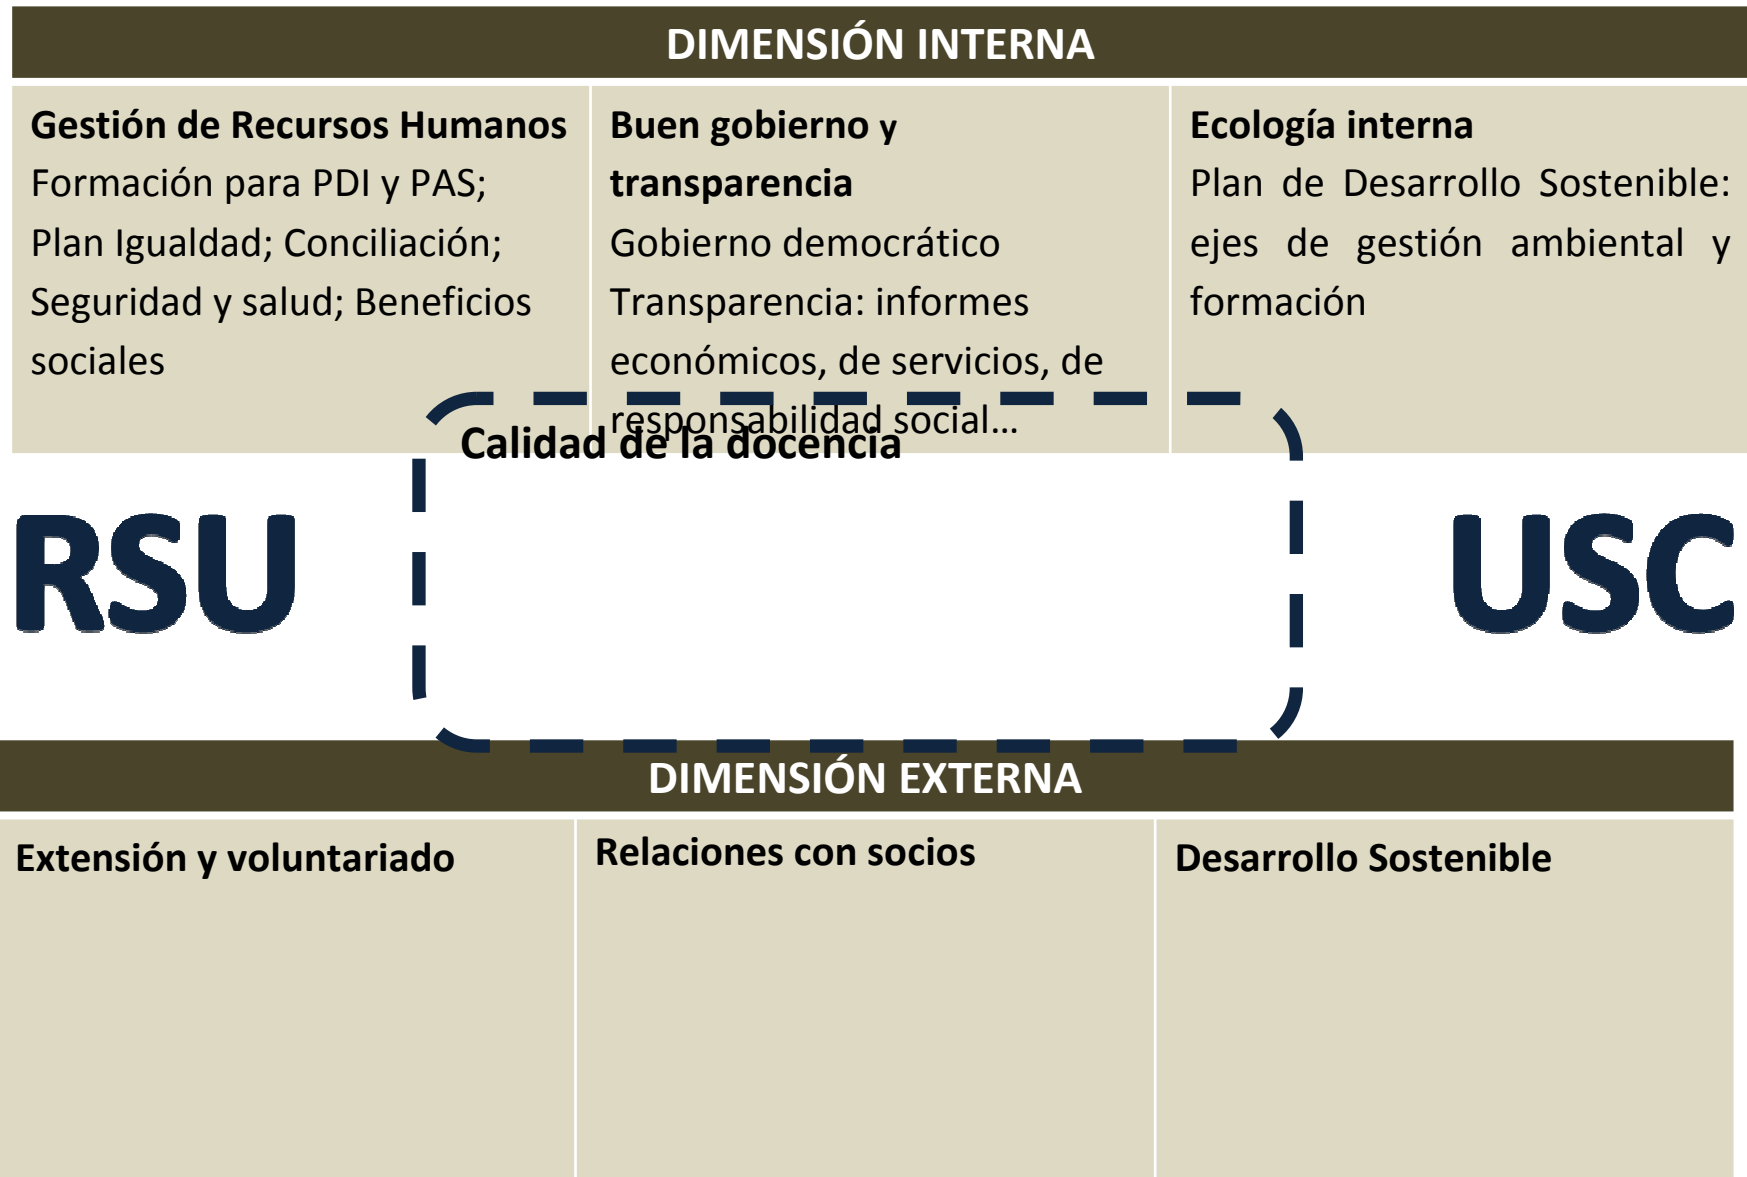 DIMENSIÓN INTERNA
Gestión de Recursos Humanos
Formación para PDI y PAS;
Plan Igualdad; Conciliación;
Seguridad y salud; Beneficios
sociales
Buen gobierno y
transparencia
Gobierno democrático
Transparencia: informes
económicos, de servicios, de
responsabilidad social…
Ecología interna
Plan de Desarrollo Sostenible:
ejes de gestión ambiental y
formación
Calidad de la docencia
RSU
USC
DIMENSIÓN EXTERNA
Extensión y voluntariado
Relaciones con socios
Desarrollo Sostenible